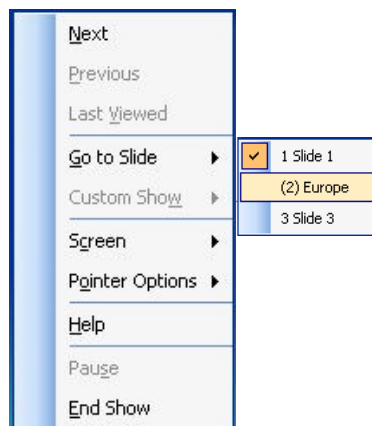 Next
Previous
Last Viewed
Go to Slide
1 Slide 1
(2) Europe
3 Slide 3
Custom Show
Screen
Pointer Options
Help
Pause
End Show